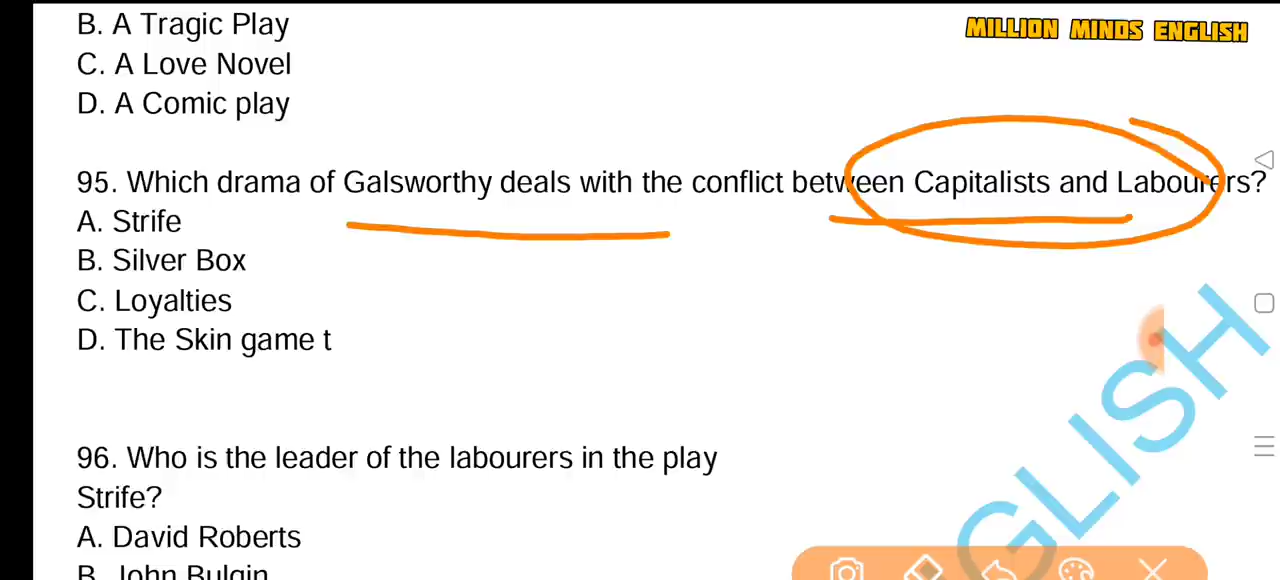 B. A Tragic Play
MILLION MINDS ENGLISH
C. A Love Novel
D. A Comic play
95. Which drama of Galsworthy deals with the conflict between Capitalists and Labourers?
A. Strife
B. Silver Box
C. Loyalties
D. The Skin game t
96. Who is the leader of the labourers in the play
Strife?
A. David Roberts
B. John Bulgin
GLISH